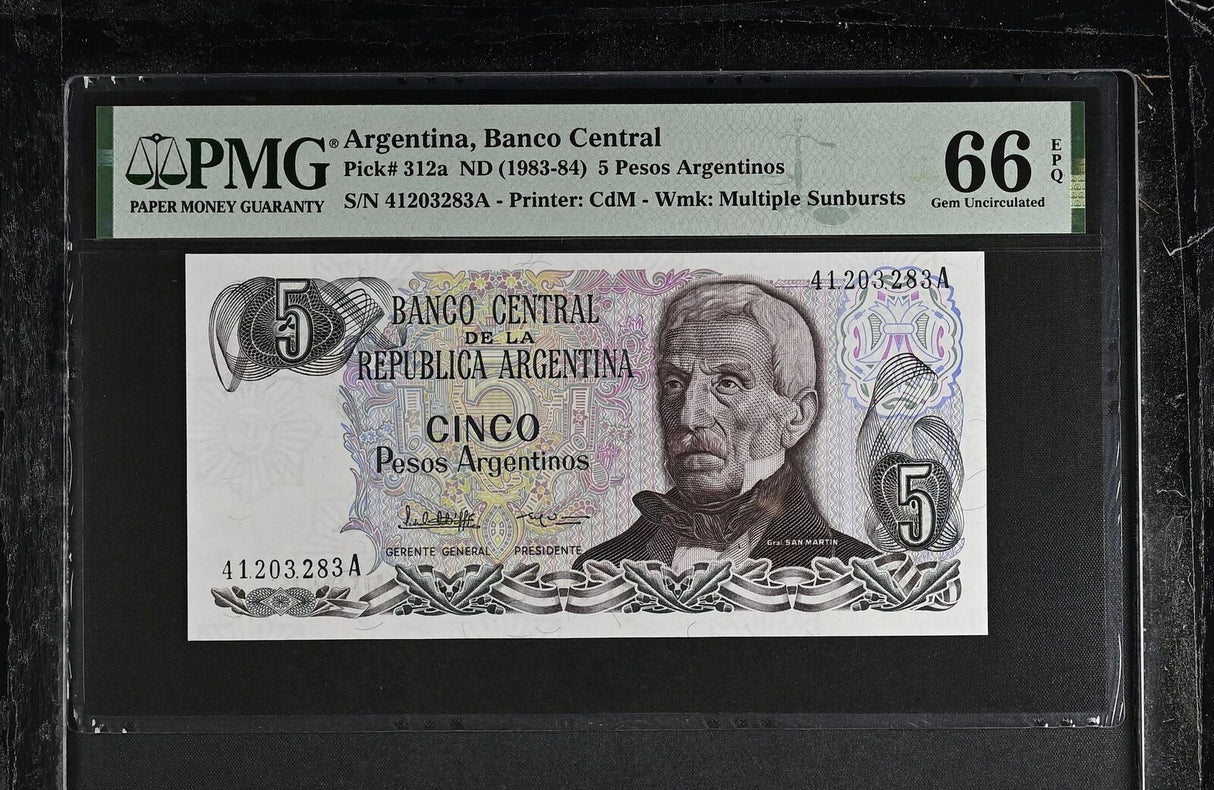 PMG®
PAPER MONEY GUARANTY
Argentina, Banco Central
Pick# 312a ND (1983-84) 5 Pesos Argentinos
S/N 41203283A - Printer: CdM - Wmk: Multiple Sunbursts
66
EPQ
Gem Uncirculated
5
41.203.283A
BANCO CENTRAL
DE LA
REPUBLICA ARGENTINA
5
CINCO
Pesos Argentinos
GERENTE GENERAL PRESIDENTE
Gral. SAN MARTIN
5
41.203.283A